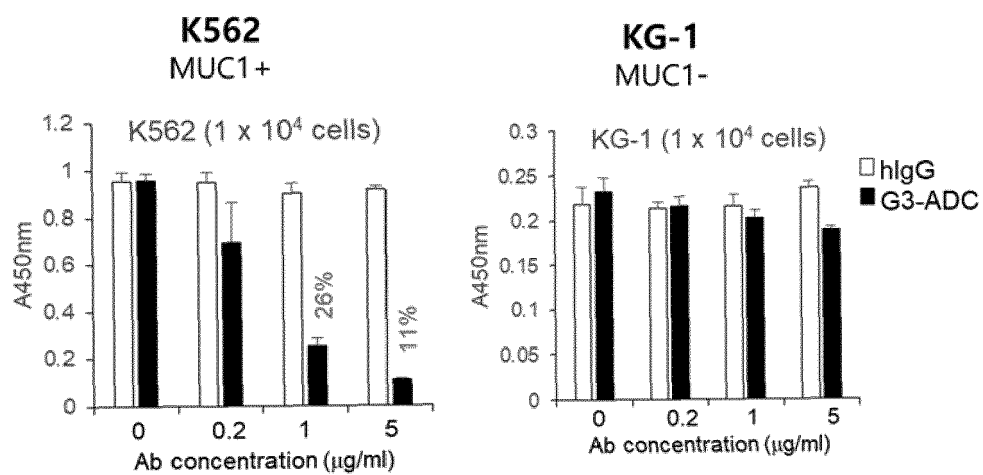 K562
MUC1+
K562 (1 x 10⁴ cells)
A450nm
1.2
1
0.8
0.6
0.4
0.2
0
26%
11%
0 0.2 1 5
Ab concentration (μg/ml)
KG-1
MUC1-
KG-1 (1 x 10⁴ cells)
A450nm
0.3
0.25
0.2
0.15
0.1
0.05
0
0 0.2 1 5
Ab concentration (μg/ml)
hIgG
G3-ADC